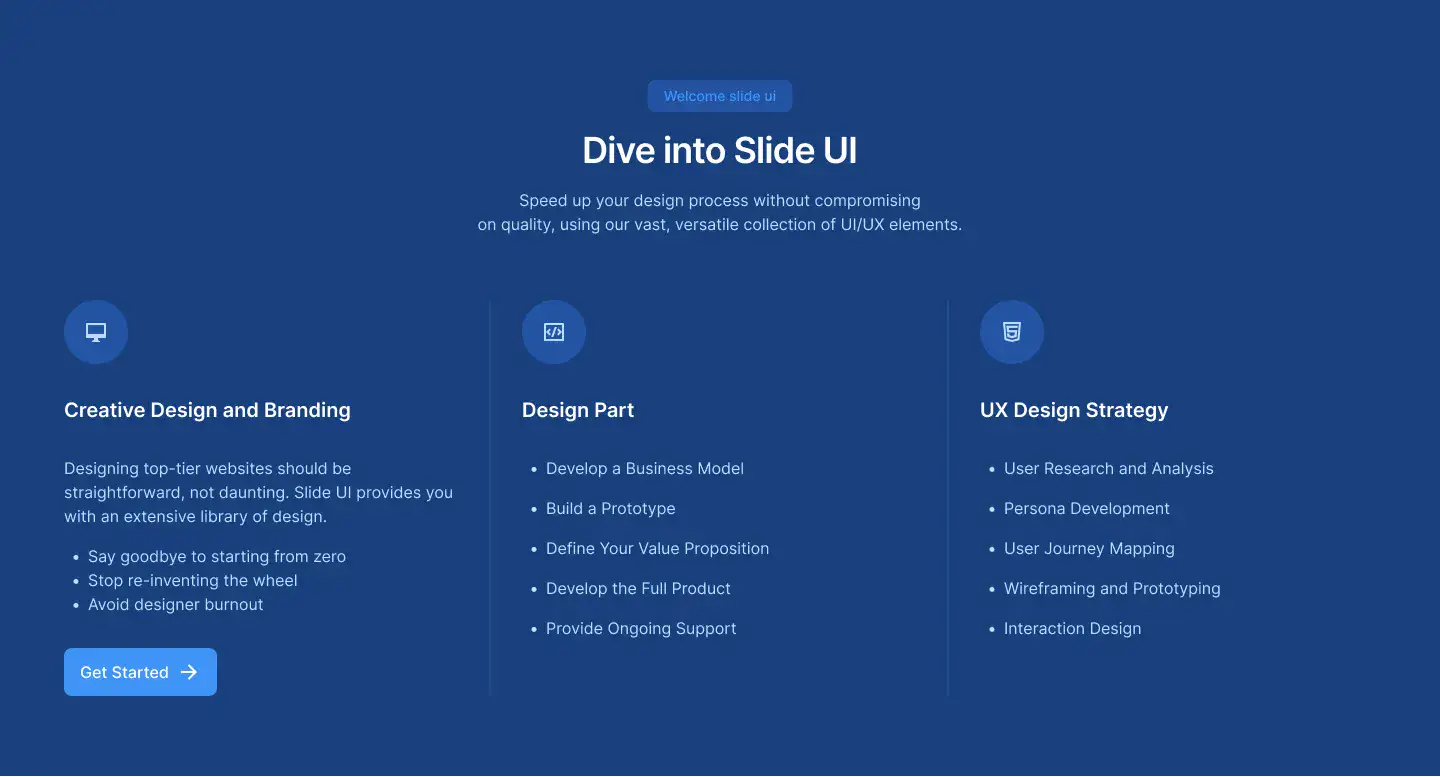 Welcome slide ui
Dive into Slide UI
Speed up your design process without compromising
on quality, using our vast, versatile collection of UI/UX elements.
Creative Design and Branding
Designing top-tier websites should be
straightforward, not daunting. Slide UI provides you
with an extensive library of design.
• Say goodbye to starting from zero
• Stop re-inventing the wheel
• Avoid designer burnout
Get Started
Design Part
• Develop a Business Model
• Build a Prototype
• Define Your Value Proposition
• Develop the Full Product
• Provide Ongoing Support
UX Design Strategy
• User Research and Analysis
• Persona Development
• User Journey Mapping
• Wireframing and Prototyping
• Interaction Design